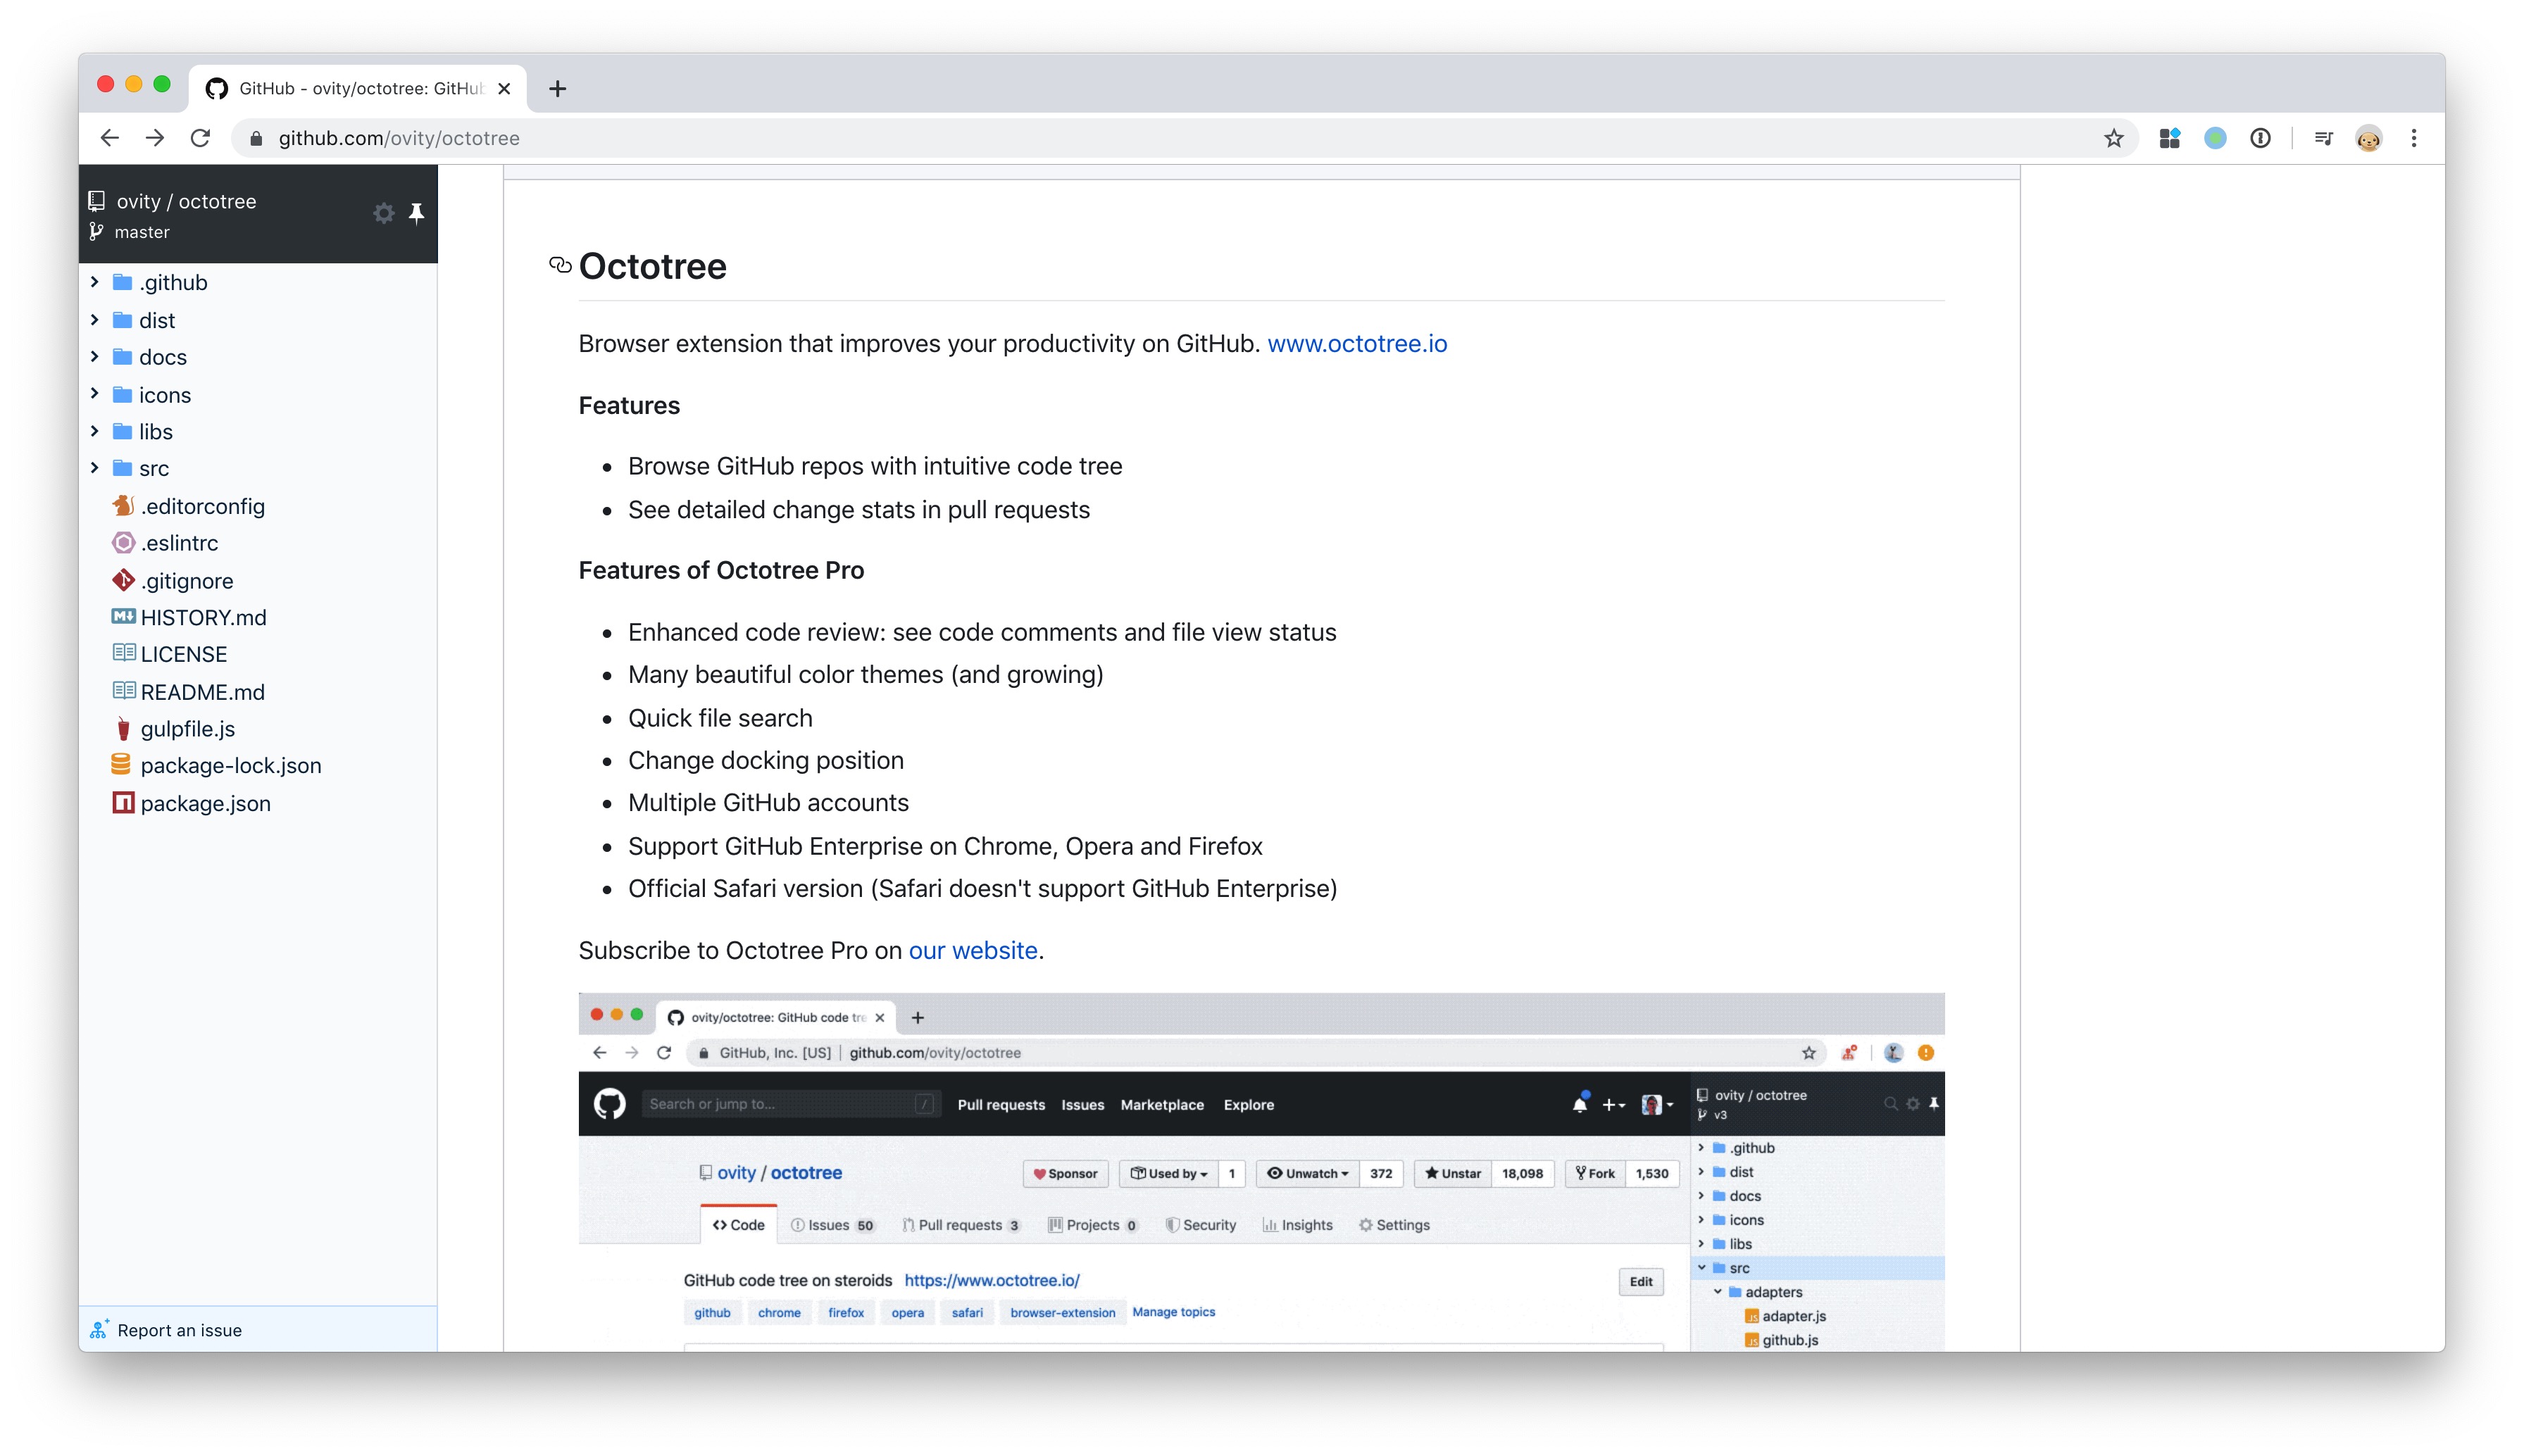 GitHub - ovity/octotree: GitHub
github.com/ovity/octotree
ovity / octotree
master
.github
dist
docs
icons
libs
src
.editorconfig
.eslintrc
.gitignore
HISTORY.md
LICENSE
README.md
gulpfile.js
package-lock.json
package.json
Report an issue
Octotree
Browser extension that improves your productivity on GitHub. www.octotree.io
Features
Browse GitHub repos with intuitive code tree
See detailed change stats in pull requests
Features of Octotree Pro
Enhanced code review: see code comments and file view status
Many beautiful color themes (and growing)
Quick file search
Change docking position
Multiple GitHub accounts
Support GitHub Enterprise on Chrome, Opera and Firefox
Official Safari version (Safari doesn't support GitHub Enterprise)
Subscribe to Octotree Pro on our website.
ovity/octotree: GitHub code tre
GitHub, Inc. [US] | github.com/ovity/octotree
Search or jump to... / Pull requests Issues Marketplace Explore
ovity / octotree
Sponsor Used by 1 Unwatch 372 Unstar 18,098 Fork 1,530
Code Issues 50 Pull requests 3 Projects 0 Security Insights Settings
GitHub code tree on steroids https://www.octotree.io/ Edit
github chrome firefox opera safari browser-extension Manage topics
ovity / octotree
v3
.github
dist
docs
icons
libs
src
adapters
JS adapter.js
JS github.js